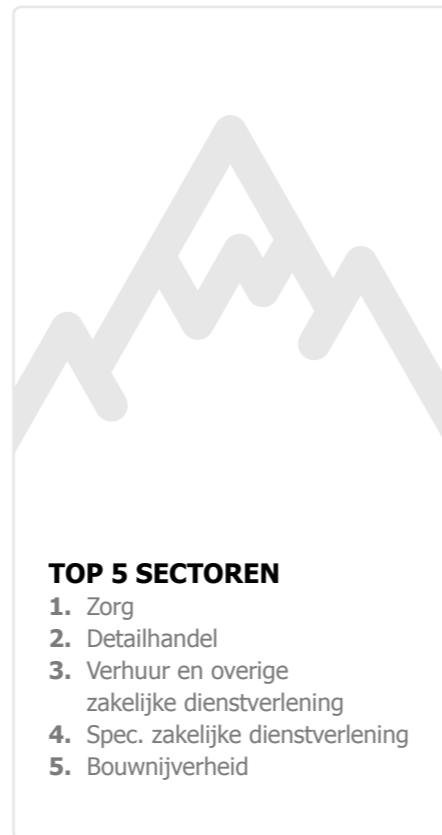 TOP 5 SECTOREN
1. Zorg
2. Detailhandel
3. Verhuur en overige
zakelijke dienstverlening
4. Spec. zakelijke dienstverlening
5. Bouwnijverheid